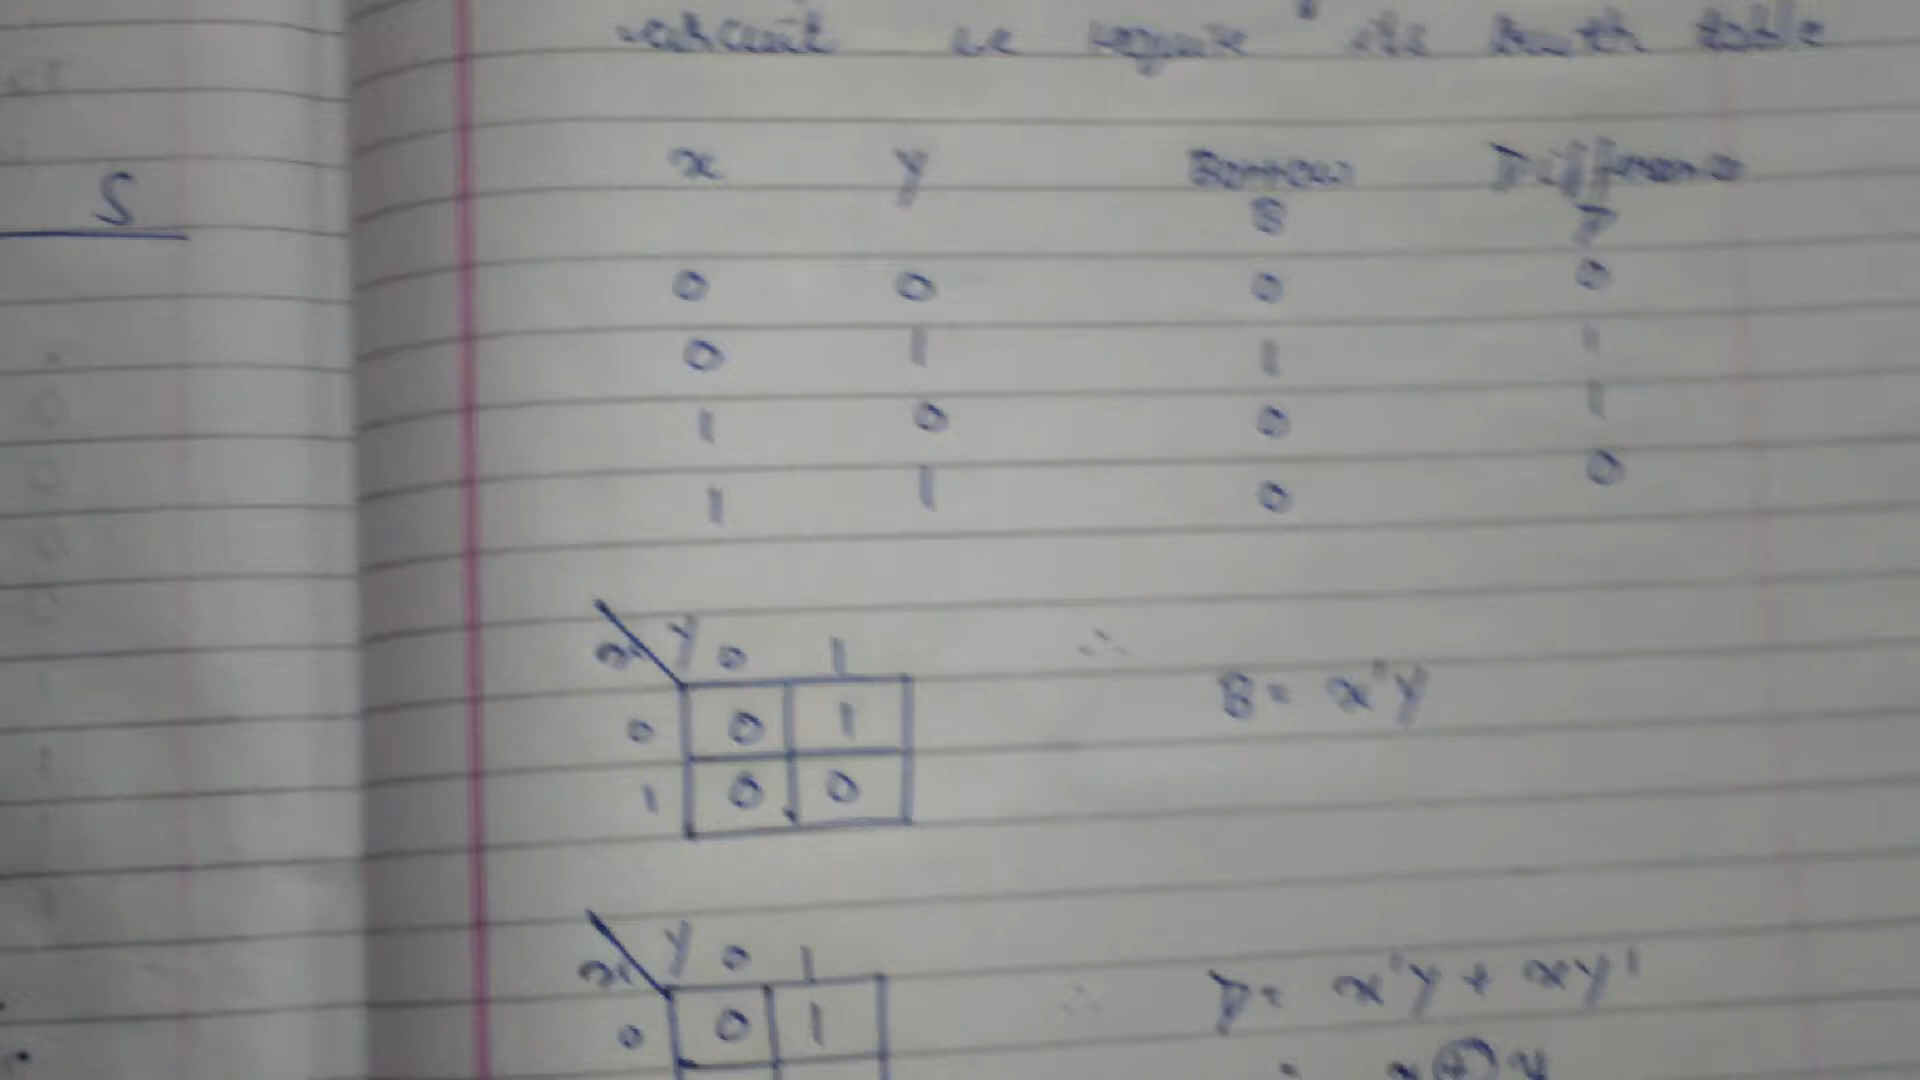 circuit we require its truth table
S
x y Borrow Difference
B D
0 0 0 0
0 1 1 1
1 0 0 1
1 1 0 0
x Y 0 1
0 0 1
1 0 0
∴ B = x'y
x Y 0 1
0 0 1
∴ D = x'y + xy'
= x ⊕ y